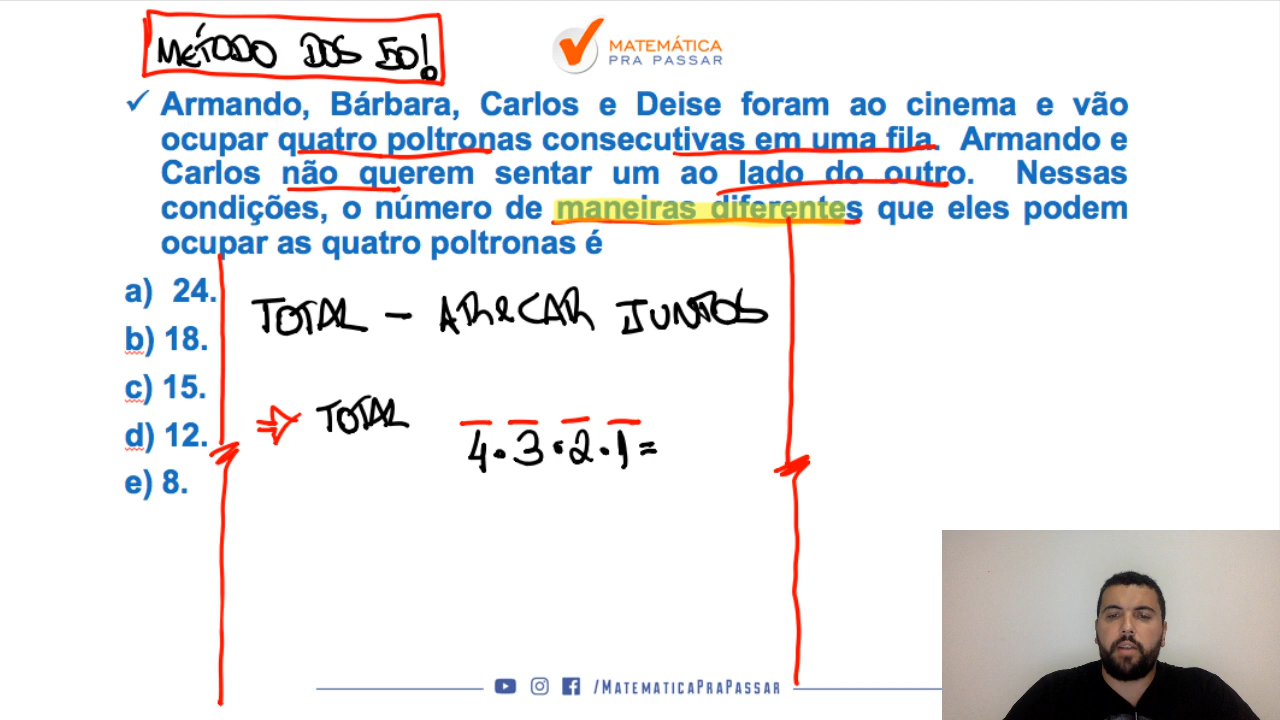 MÉTODO DOS 50!
MATEMÁTICA
PRA PASSAR
✓ Armando, Bárbara, Carlos e Deise foram ao cinema e vão
ocupar quatro poltronas consecutivas em uma fila. Armando e
Carlos não querem sentar um ao lado do outro. Nessas
condições, o número de maneiras diferentes que eles podem
ocupar as quatro poltronas é
a) 24.
b) 18.
c) 15.
d) 12.
e) 8.
TOTAL - AR e CAR JUNTOS
⇒ TOTAL 4.3.2.1=
/MATEMATICAPRAPASSAR